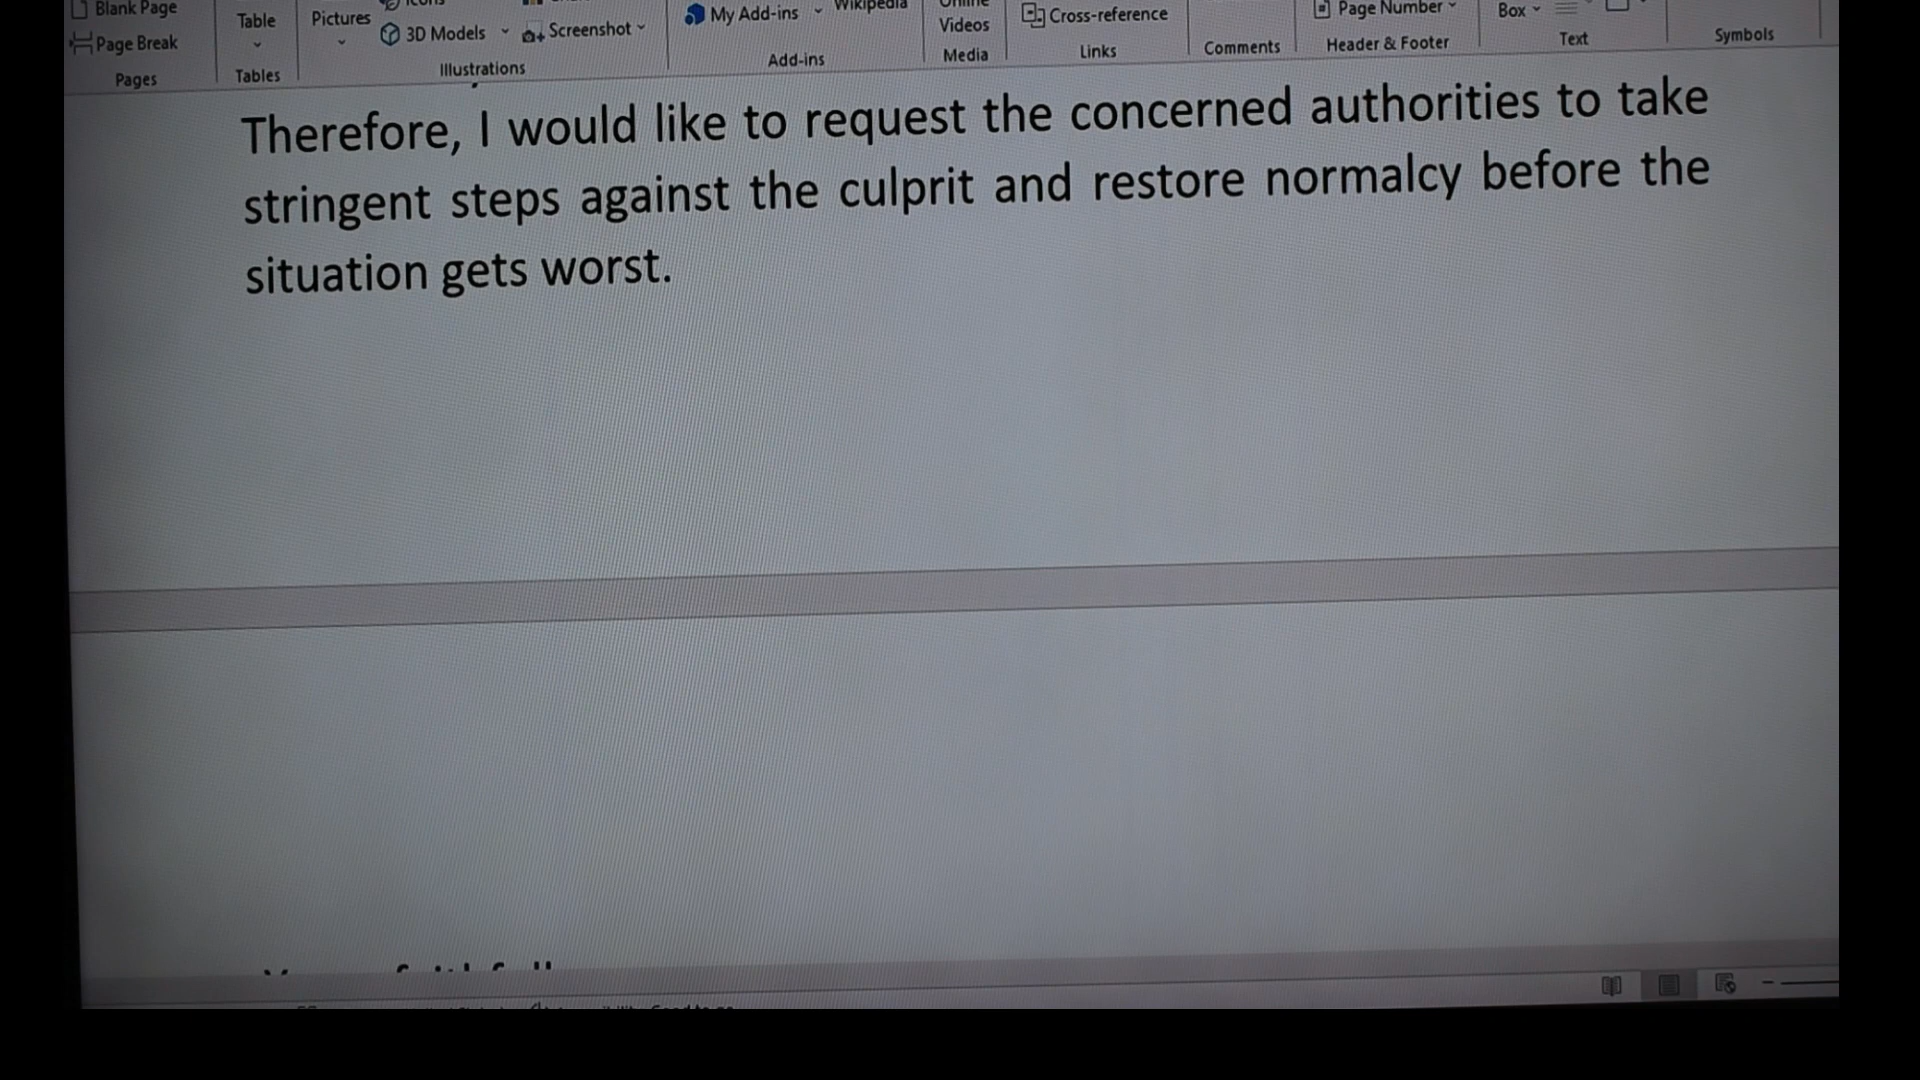 Blank Page
Page Break
Pages
Table
Tables
Pictures
3D Models
Screenshot
Illustrations
My Add-ins
Wikipedia
Add-ins
Online
Videos
Media
Cross-reference
Links
Comments
Page Number
Header & Footer
Box
Text
Symbols
Therefore, I would like to request the concerned authorities to take
stringent steps against the culprit and restore normalcy before the
situation gets worst.